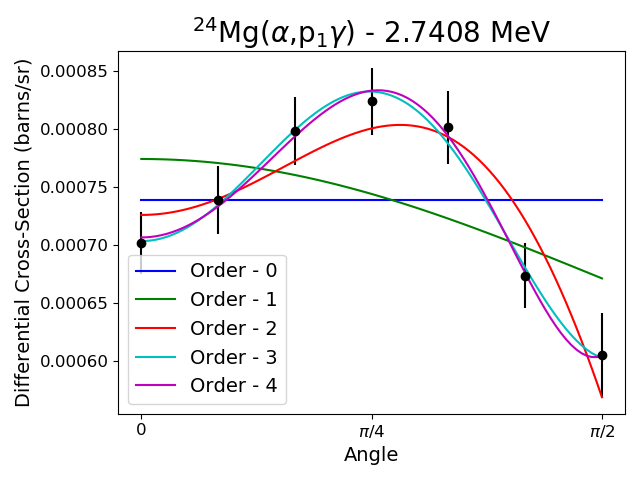 ²⁴Mg(α,p₁γ) - 2.7408 MeV
Differential Cross-Section (barns/sr)
0.00085
0.00080
0.00075
0.00070
0.00065
0.00060
Order - 0
Order - 1
Order - 2
Order - 3
Order - 4
0
π/4
π/2
Angle